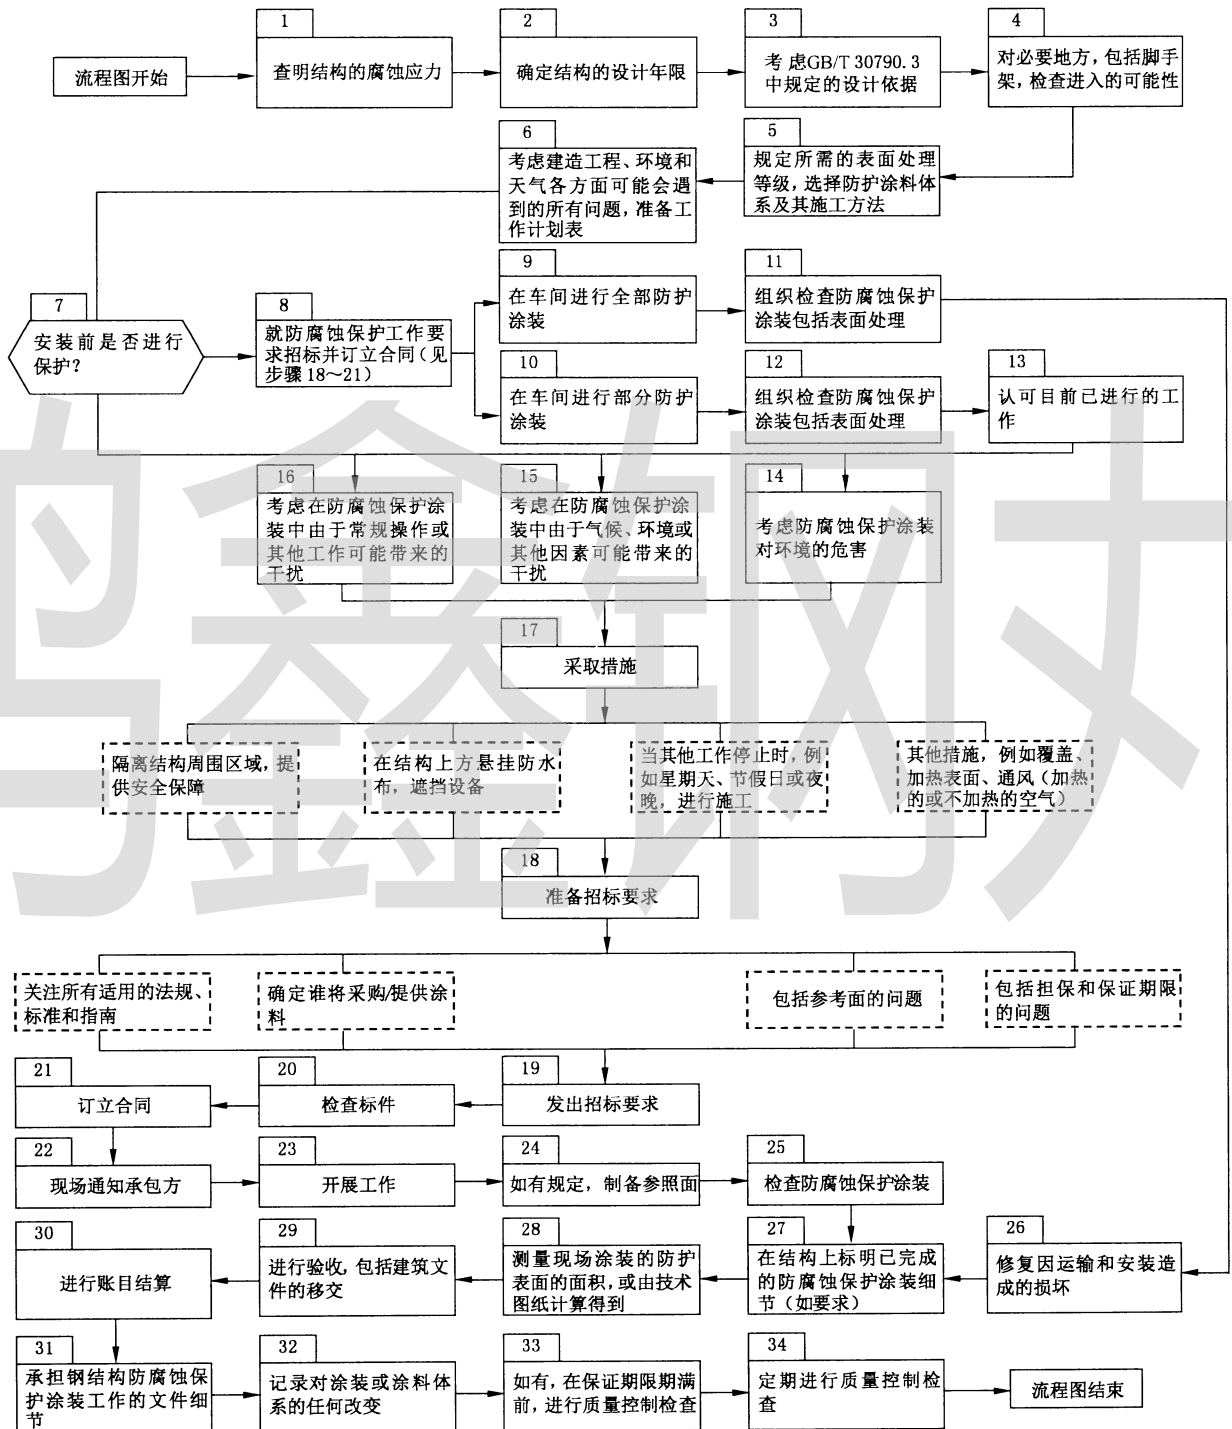 流程图开始
1
查明结构的腐蚀应力
2
确定结构的设计年限
3
考虑GB/T 30790.3
中规定的设计依据
4
对必要地方,包括脚手
架,检查进入的可能性
5
规定所需的表面处理
等级,选择防护涂料体
系及其施工方法
6
考虑建造工程、环境和
天气各方面可能会遇
到的所有问题,准备工
作计划表
7
安装前是否进行
保护?
8
就防腐蚀保护工作要
求招标并订立合同(见
步骤18～21)
9
在车间进行全部防护
涂装
10
在车间进行部分防护
涂装
11
组织检查防腐蚀保护
涂装包括表面处理
12
组织检查防腐蚀保护
涂装包括表面处理
13
认可目前已进行的工
作
16
考虑在防腐蚀保护涂
装中由于常规操作或
其他工作可能带来的
干扰
15
考虑在防腐蚀保护涂
装中由于气候、环境或
其他因素可能带来的
干扰
14
考虑防腐蚀保护涂装
对环境的危害
17
采取措施
隔离结构周围区域,提
供安全保障
在结构上方悬挂防水
布,遮挡设备
当其他工作停止时,例
如星期天、节假日或夜
晚,进行施工
其他措施,例如覆盖、
加热表面、通风(加热
的或不加热的空气)
18
准备招标要求
关注所有适用的法规、
标准和指南
确定谁将采购/提供涂
料
包括参考面的问题
包括担保和保证期限
的问题
21
订立合同
20
检查标件
19
发出招标要求
22
现场通知承包方
23
开展工作
24
如有规定,制备参照面
25
检查防腐蚀保护涂装
30
进行账目结算
29
进行验收,包括建筑文
件的移交
28
测量现场涂装的防护
表面的面积,或由技术
图纸计算得到
27
在结构上标明已完成
的防腐蚀保护涂装细
节(如要求)
26
修复因运输和安装造
成的损坏
31
承担钢结构防腐蚀保
护涂装工作的文件细
节
32
记录对涂装或涂料体
系的任何改变
33
如有,在保证期限期满
前,进行质量控制检查
34
定期进行质量控制检
查
流程图结束
鑫钢